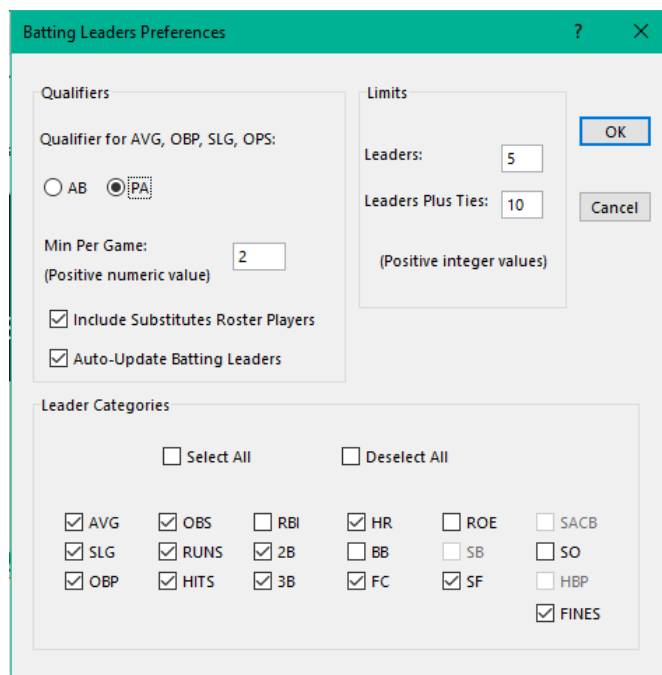 Batting Leaders Preferences ?
Qualifiers
Qualifier for AVG, OBP, SLG, OPS:
AB PA
Min Per Game: 2
(Positive numeric value)
Include Substitutes Roster Players
Auto-Update Batting Leaders
Limits
Leaders: 5
Leaders Plus Ties: 10
(Positive integer values)
OK
Cancel
Leader Categories
Select All Deselect All
AVG OBS RBI HR ROE SACB
SLG RUNS 2B BB SB SO
OBP HITS 3B FC SF HBP
FINES